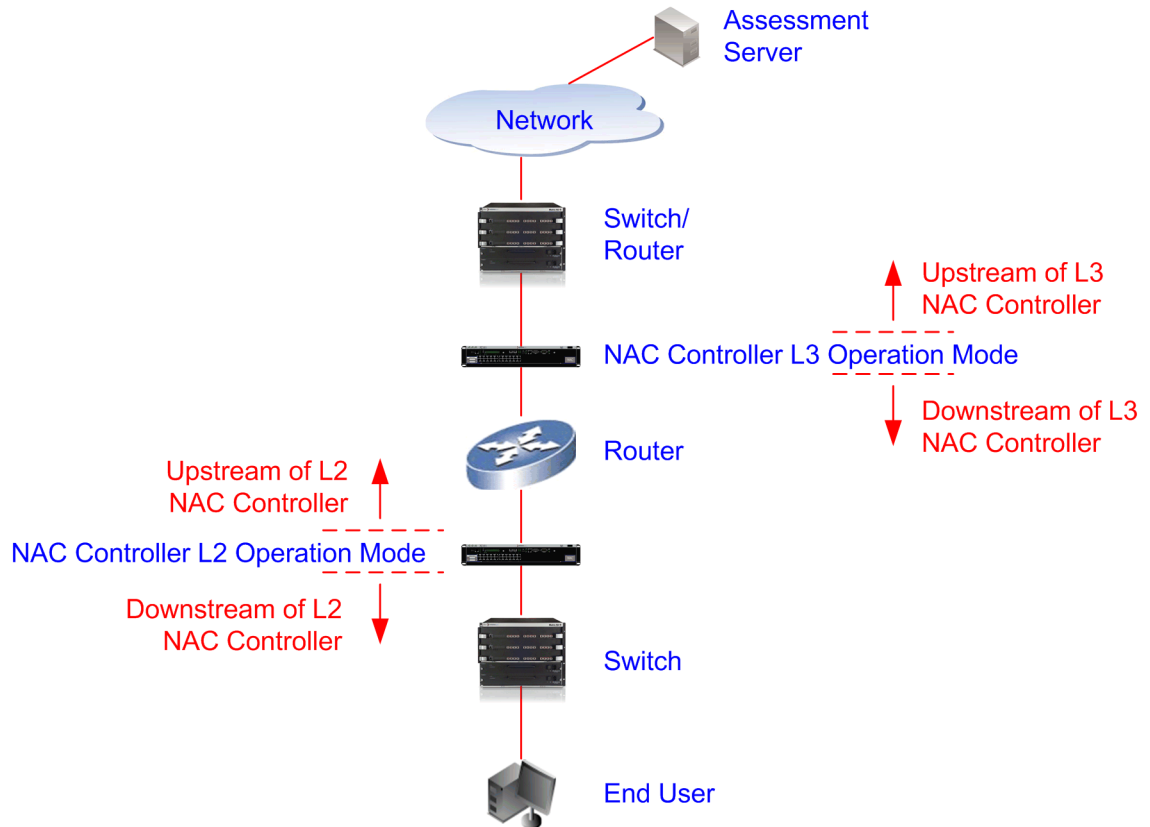 Assessment
Server
Network
Switch/
Router
Upstream of L3
NAC Controller
NAC Controller L3 Operation Mode
Downstream of L3
NAC Controller
Router
Upstream of L2
NAC Controller
NAC Controller L2 Operation Mode
Downstream of L2
NAC Controller
Switch
End User